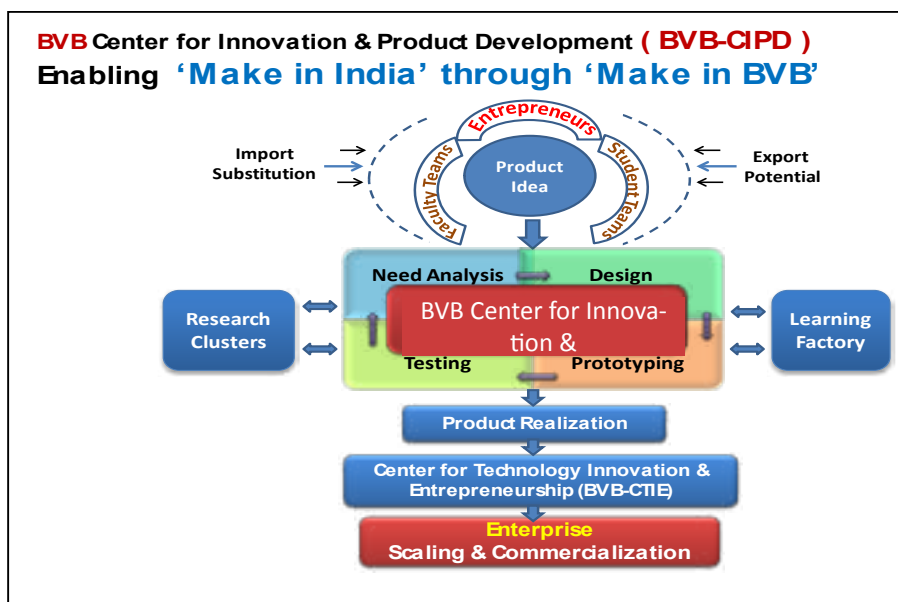 BVB Center for Innovation & Product Development ( BVB-CIPD )
Enabling ‘Make in India’ through ‘Make in BVB’
Entrepreneurs
Faculty Teams
Student Teams
Product
Idea
Import
Substitution
Export
Potential
Need Analysis
Design
BVB Center for Innova-
tion &
Testing
Prototyping
Research
Clusters
Learning
Factory
Product Realization
Center for Technology Innovation &
Entrepreneurship (BVB-CTIE)
Enterprise
Scaling & Commercialization